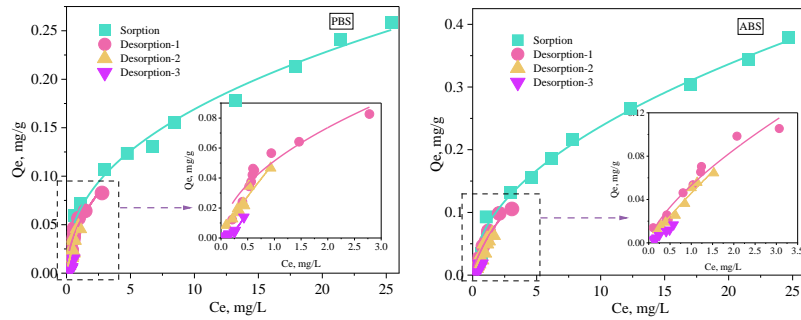 PBS
Sorption
Desorption-1
Desorption-2
Desorption-3
Qe, mg/g
0.25
0.20
0.15
0.10
0.05
0.00
0 5 10 15 20 25
Ce, mg/L
Qe, mg/g
0.08
0.06
0.04
0.02
0.00
0.0 0.5 1.0 1.5 2.0 2.5 3.0
Ce, mg/L
ABS
Sorption
Desorption-1
Desorption-2
Desorption-3
Qe, mg/g
0.4
0.3
0.2
0.1
0.0
0 5 10 15 20 25
Ce, mg/L
Qe, mg/g
0.12
0.08
0.04
0.00
0.0 0.5 1.0 1.5 2.0 2.5 3.0 3.5
Ce, mg/L